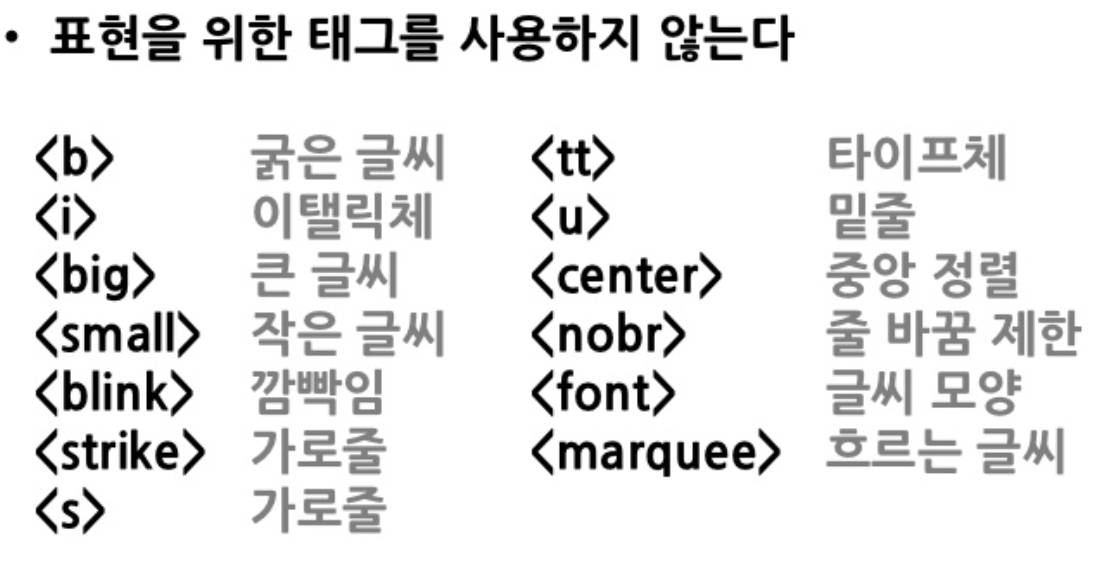 • 표현을 위한 태그를 사용하지 않는다
<b> 굵은 글씨 <tt> 타이프체
<i> 이탤릭체 <u> 밑줄
<big> 큰 글씨 <center> 중앙 정렬
<small> 작은 글씨 <nobr> 줄 바꿈 제한
<blink> 깜빡임 <font> 글씨 모양
<strike> 가로줄 <marquee> 흐르는 글씨
<s> 가로줄